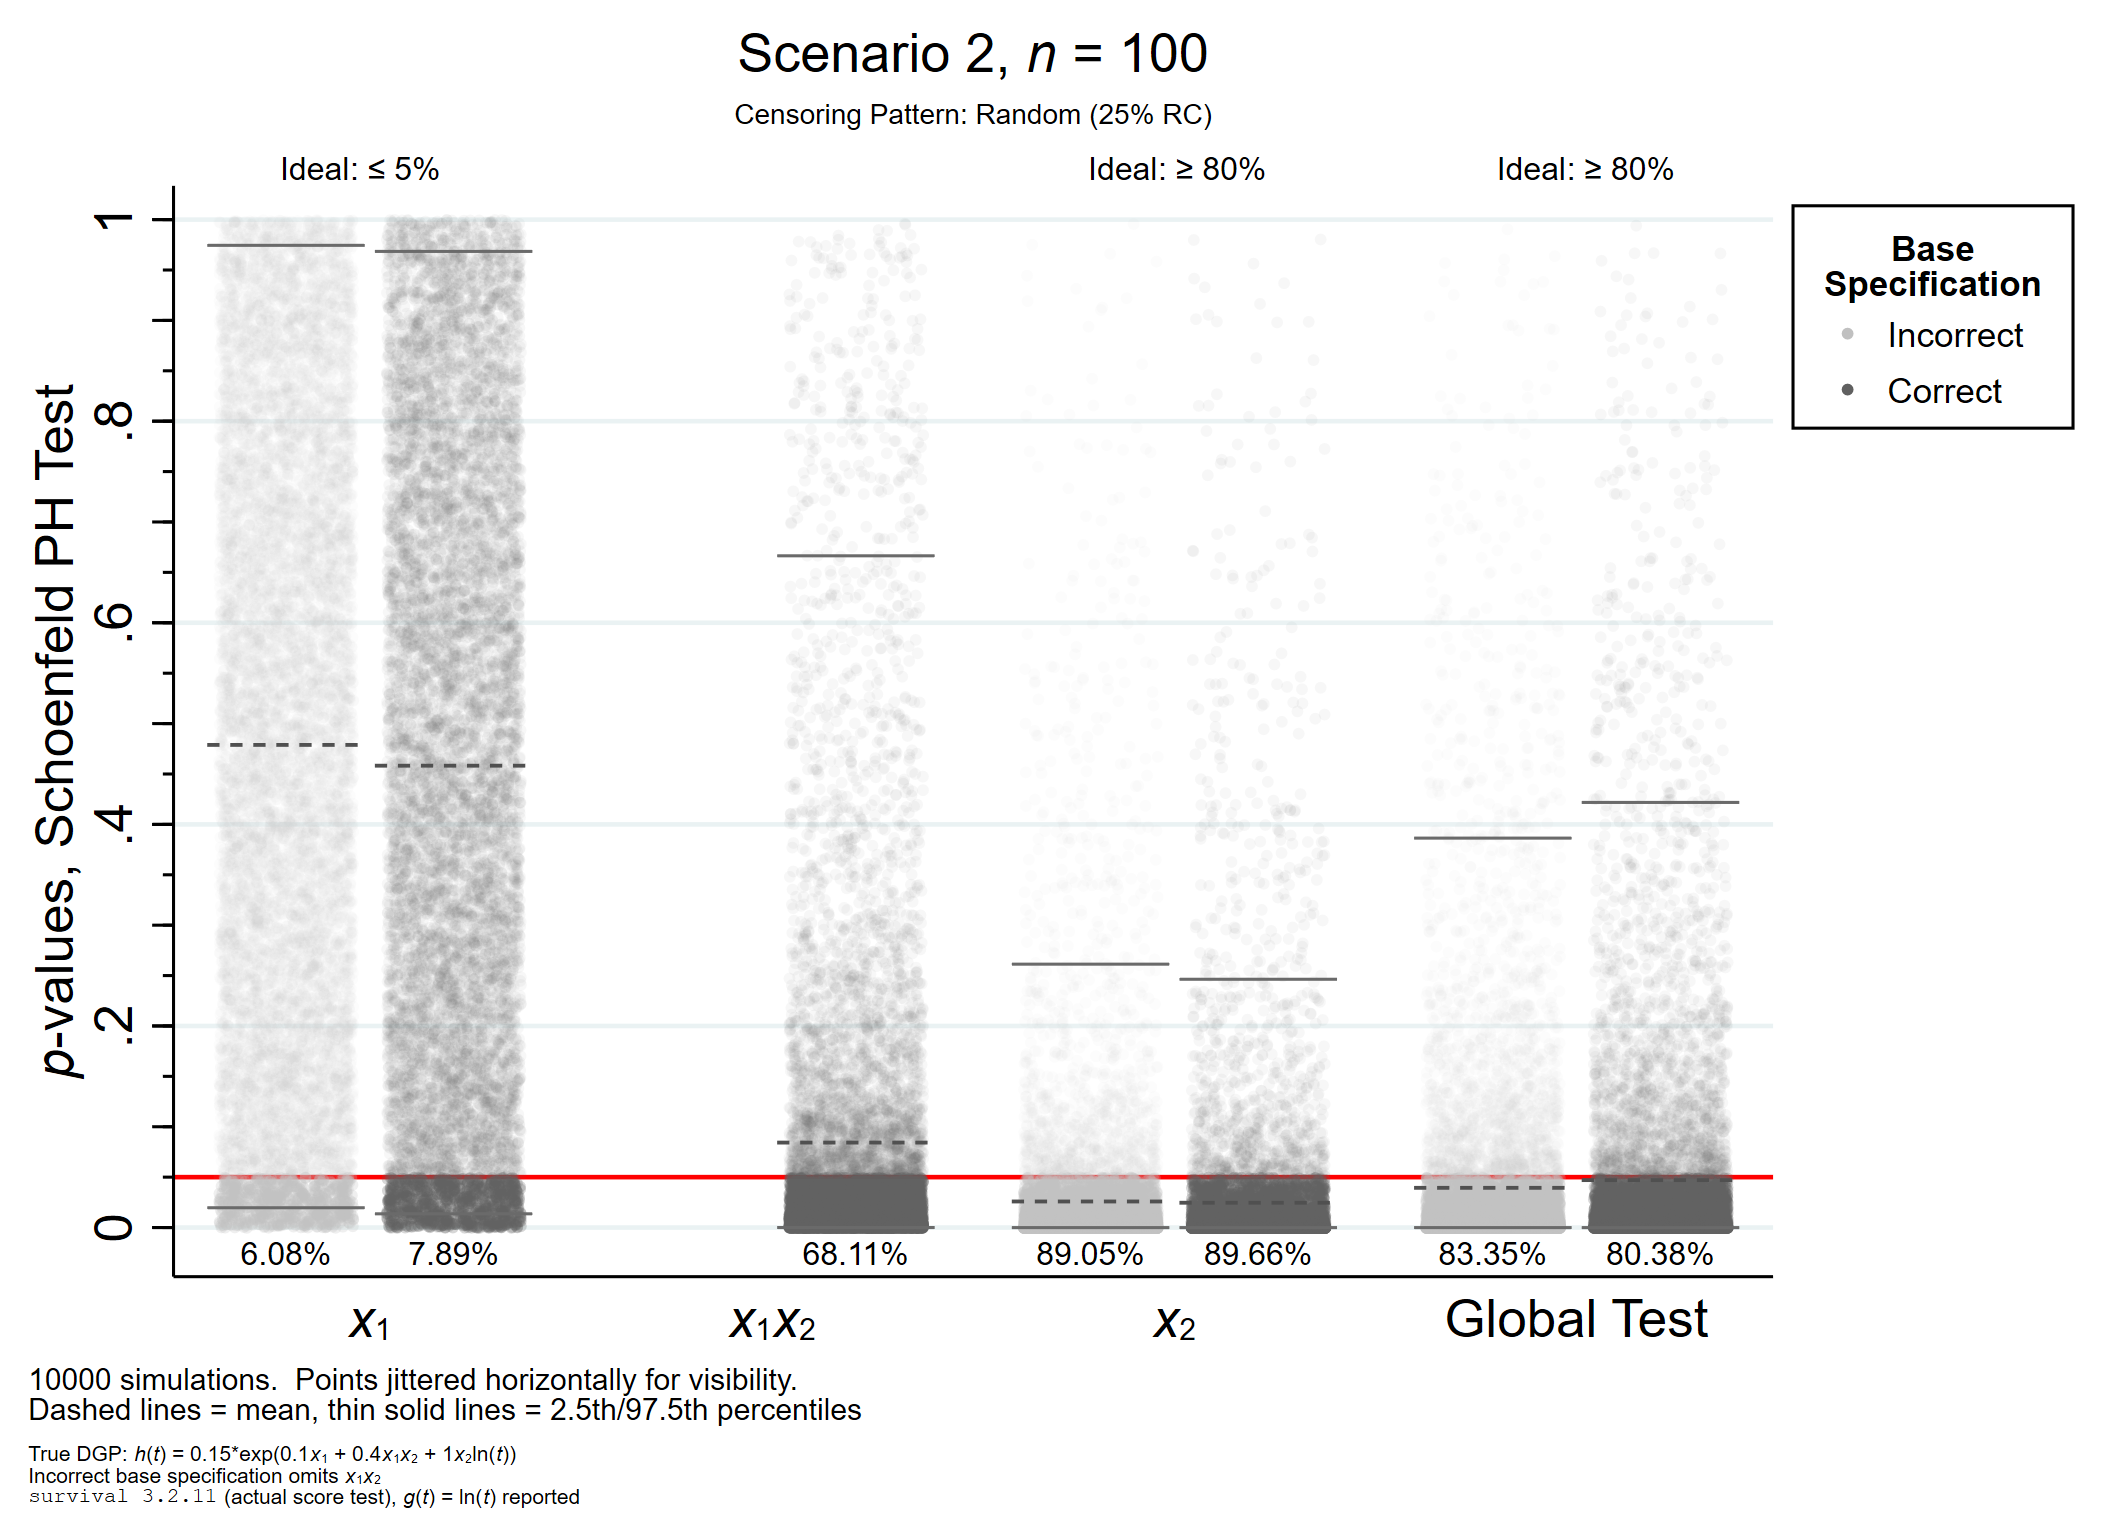 Scenario 2, n = 100
Censoring Pattern: Random (25% RC)
Ideal: ≤ 5%
Ideal: ≥ 80%
Ideal: ≥ 80%
p-values, Schoenfeld PH Test
1
.8
.6
.4
.2
0
Base
Specification
Incorrect
Correct
6.08%
7.89%
68.11%
89.05%
89.66%
83.35%
80.38%
x₁
x₁x₂
x₂
Global Test
10000 simulations.  Points jittered horizontally for visibility.
Dashed lines = mean, thin solid lines = 2.5th/97.5th percentiles
True DGP: h(t) = 0.15*exp(0.1x₁ + 0.4x₁x₂ + 1x₂ln(t))
Incorrect base specification omits x₁x₂
survival 3.2.11 (actual score test), g(t) = ln(t) reported